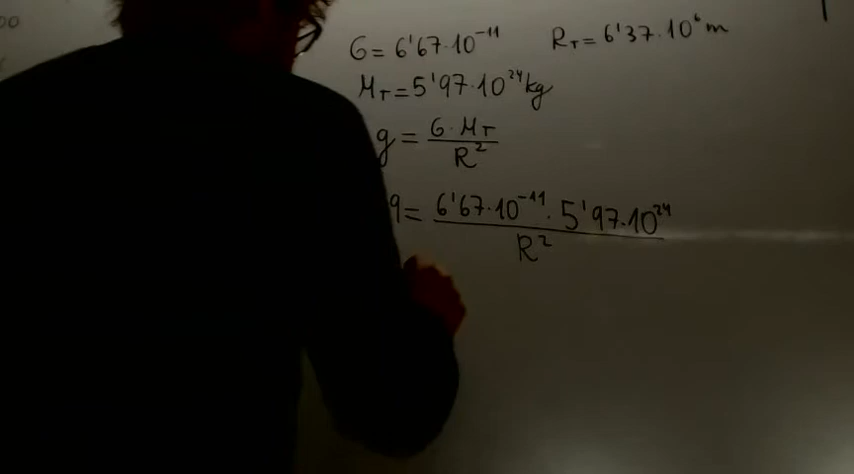 G = 6'67·10⁻¹¹ R_T = 6'37·10⁶ m
M_T = 5'97·10²⁴ kg
g = G·M_T / R²
9 = 6'67·10⁻¹¹ · 5'97·10²⁴ / R²